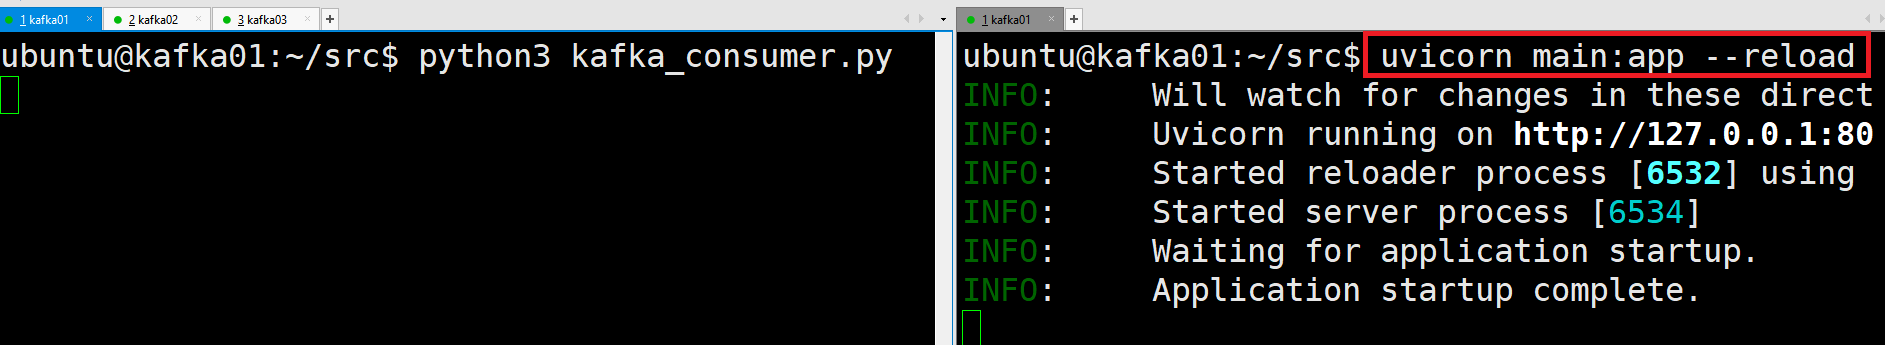 1 kafka01
2 kafka02
3 kafka03
ubuntu@kafka01:~/src$ python3 kafka_consumer.py
1 kafka01
ubuntu@kafka01:~/src$ uvicorn main:app --reload
INFO:     Will watch for changes in these direct
INFO:     Uvicorn running on http://127.0.0.1:80
INFO:     Started reloader process [6532] using
INFO:     Started server process [6534]
INFO:     Waiting for application startup.
INFO:     Application startup complete.